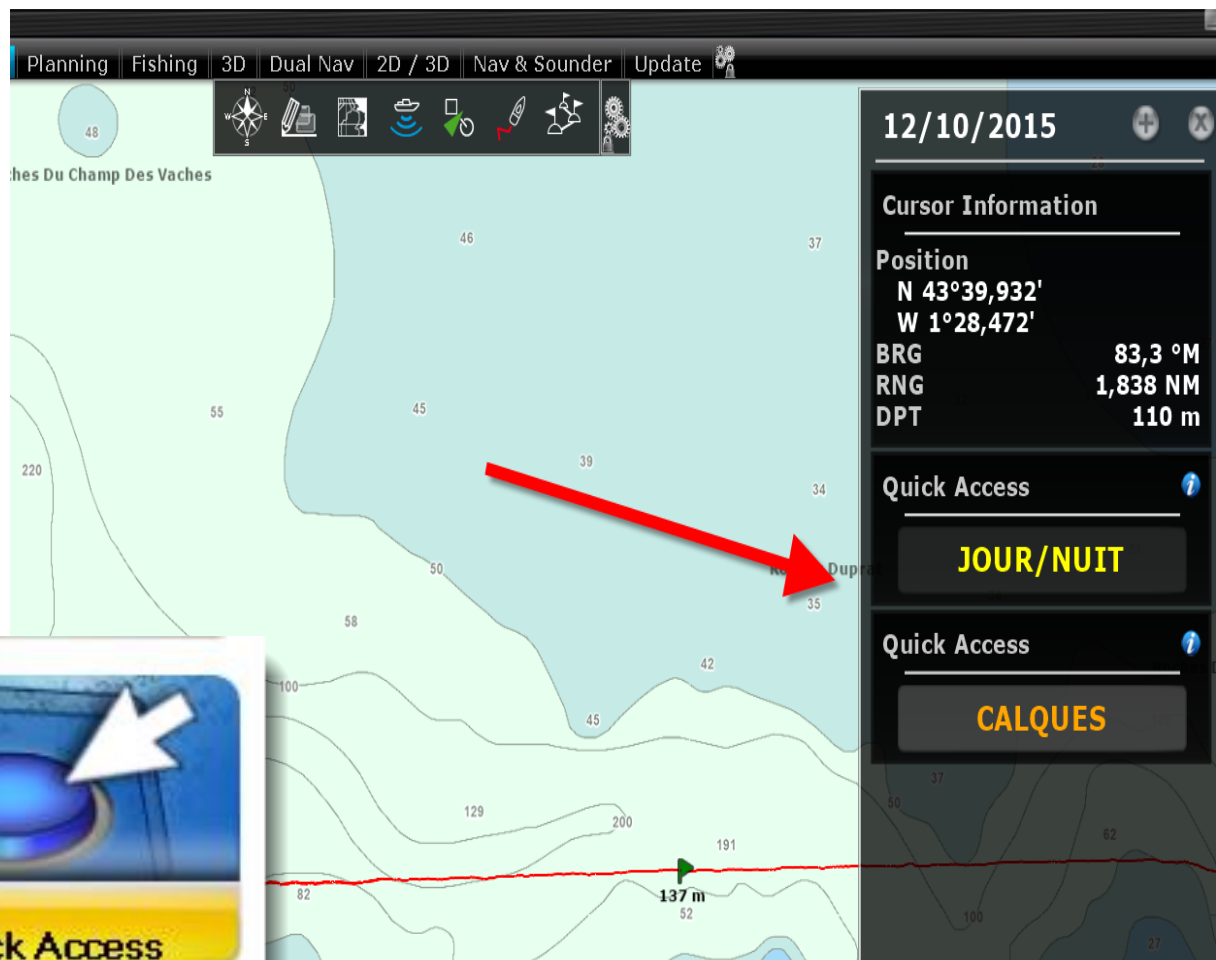 Planning Fishing 3D Dual Nav 2D / 3D Nav & Sounder Update
N
W E
S
50
48
12/10/2015
hes Du Champ Des Vaches
Cursor Information
46
37
Position
N 43°39,932'
W 1°28,472'
BRG 83,3 °M
RNG 1,838 NM
DPT 110 m
55
45
39
220
34
Quick Access
50
JOUR/NUIT
Dupra
35
58
Quick Access
42
100
45
CALQUES
37
50
129
200
62
191
82
137 m
52
100
27
ck Access